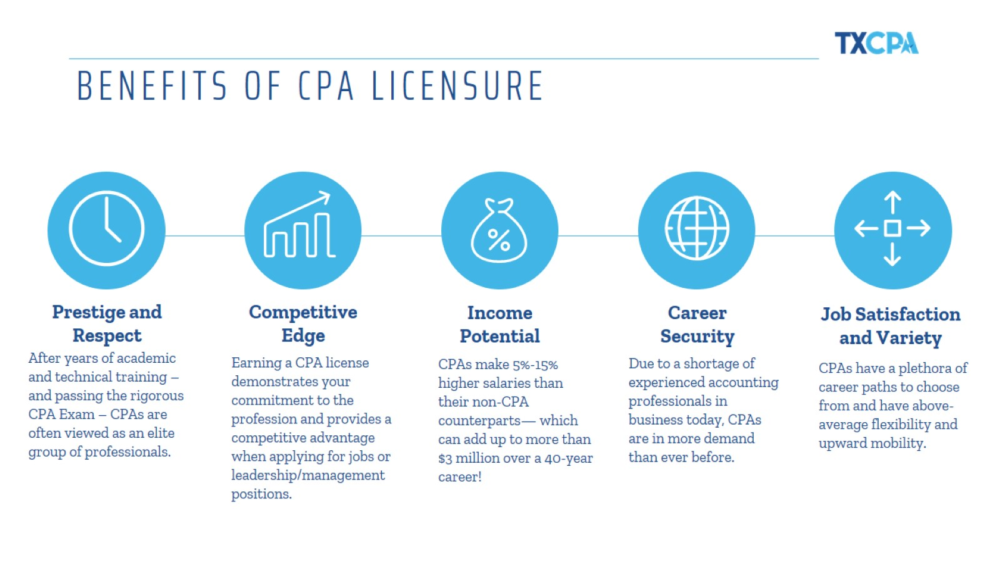 TXCPA
BENEFITS OF CPA LICENSURE
%
Prestige and
Respect
After years of academic
and technical training –
and passing the rigorous
CPA Exam – CPAs are
often viewed as an elite
group of professionals.
Competitive
Edge
Earning a CPA license
demonstrates your
commitment to the
profession and provides a
competitive advantage
when applying for jobs or
leadership/management
positions.
Income
Potential
CPAs make 5%-15%
higher salaries than
their non-CPA
counterparts— which
can add up to more than
$3 million over a 40-year
career!
Career
Security
Due to a shortage of
experienced accounting
professionals in
business today, CPAs
are in more demand
than ever before.
Job Satisfaction
and Variety
CPAs have a plethora of
career paths to choose
from and have above-
average flexibility and
upward mobility.